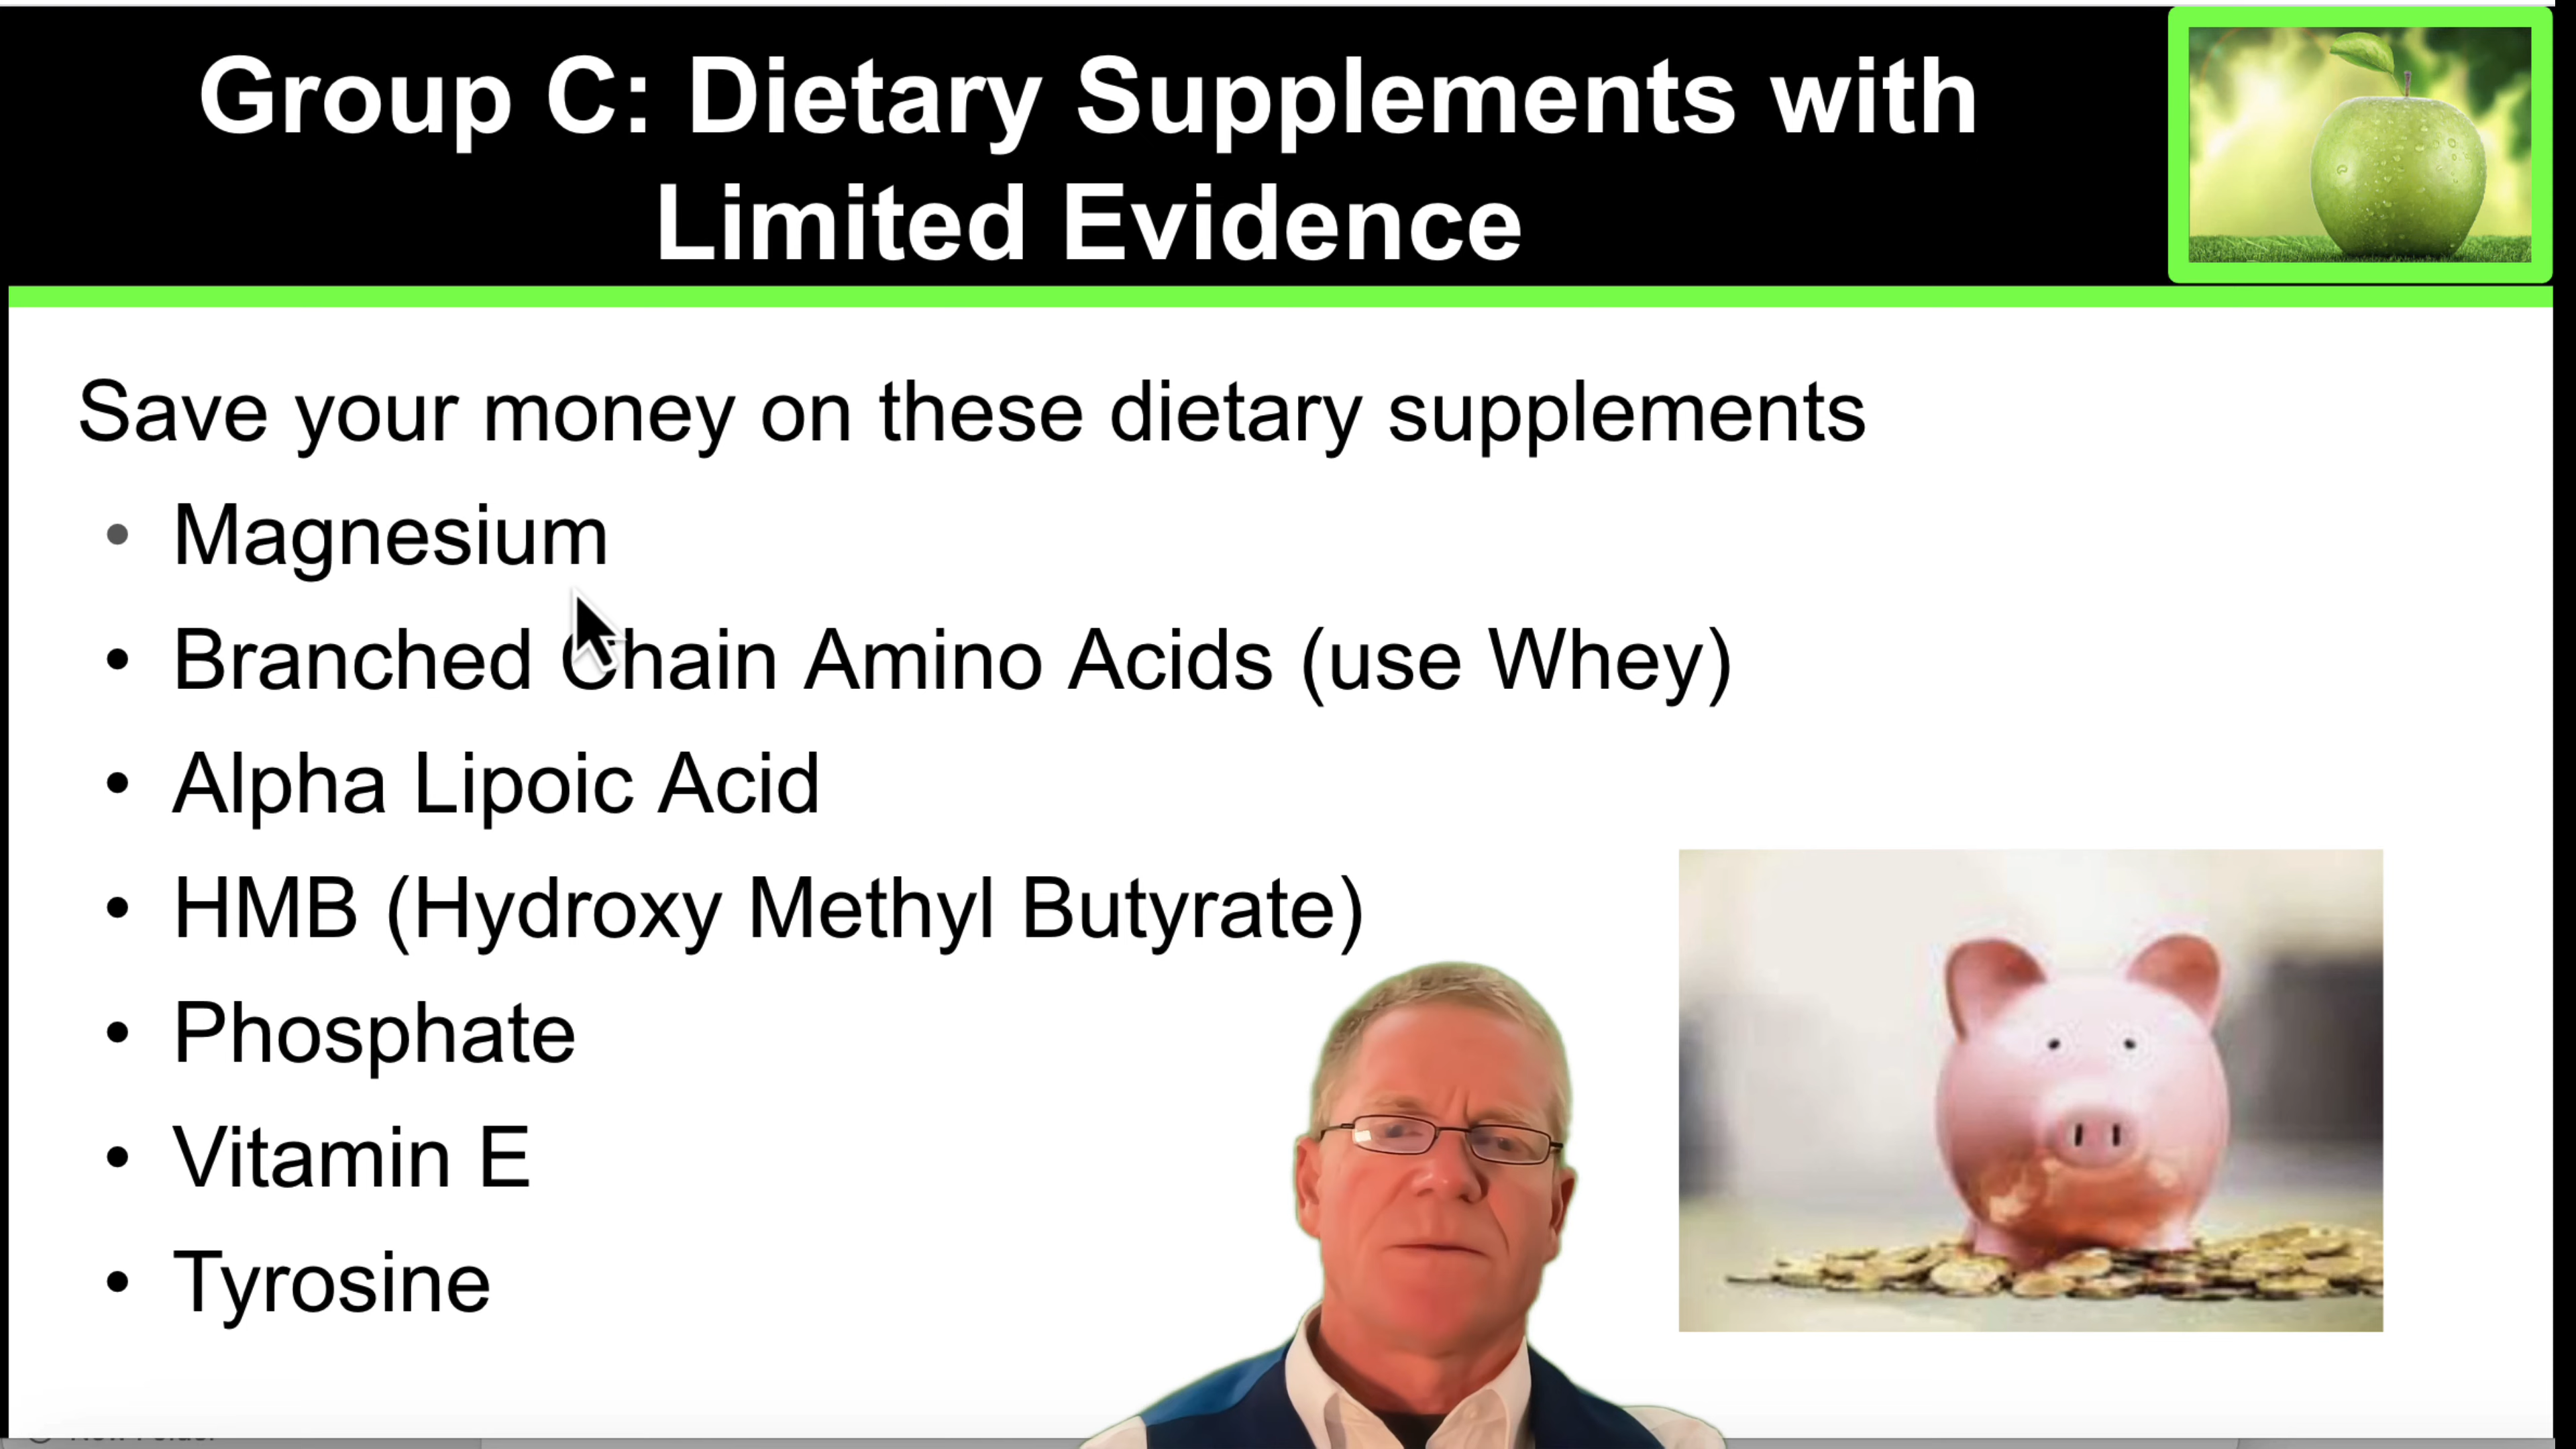 Group C: Dietary Supplements with
Limited Evidence
Save your money on these dietary supplements
• Magnesium
• Branched Chain Amino Acids (use Whey)
• Alpha Lipoic Acid
• HMB (Hydroxy Methyl Butyrate)
• Phosphate
• Vitamin E
• Tyrosine